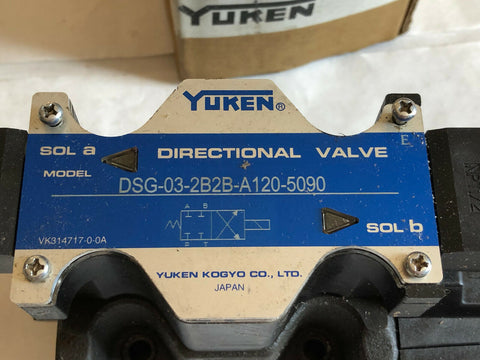 YUKEN
YUKEN®
SOL a DIRECTIONAL VALVE
MODEL DSG-03-2B2B-A120-5090
A B
P T
SOL b
VK314717-0-0A
YUKEN KOGYO CO., LTD.
JAPAN
E